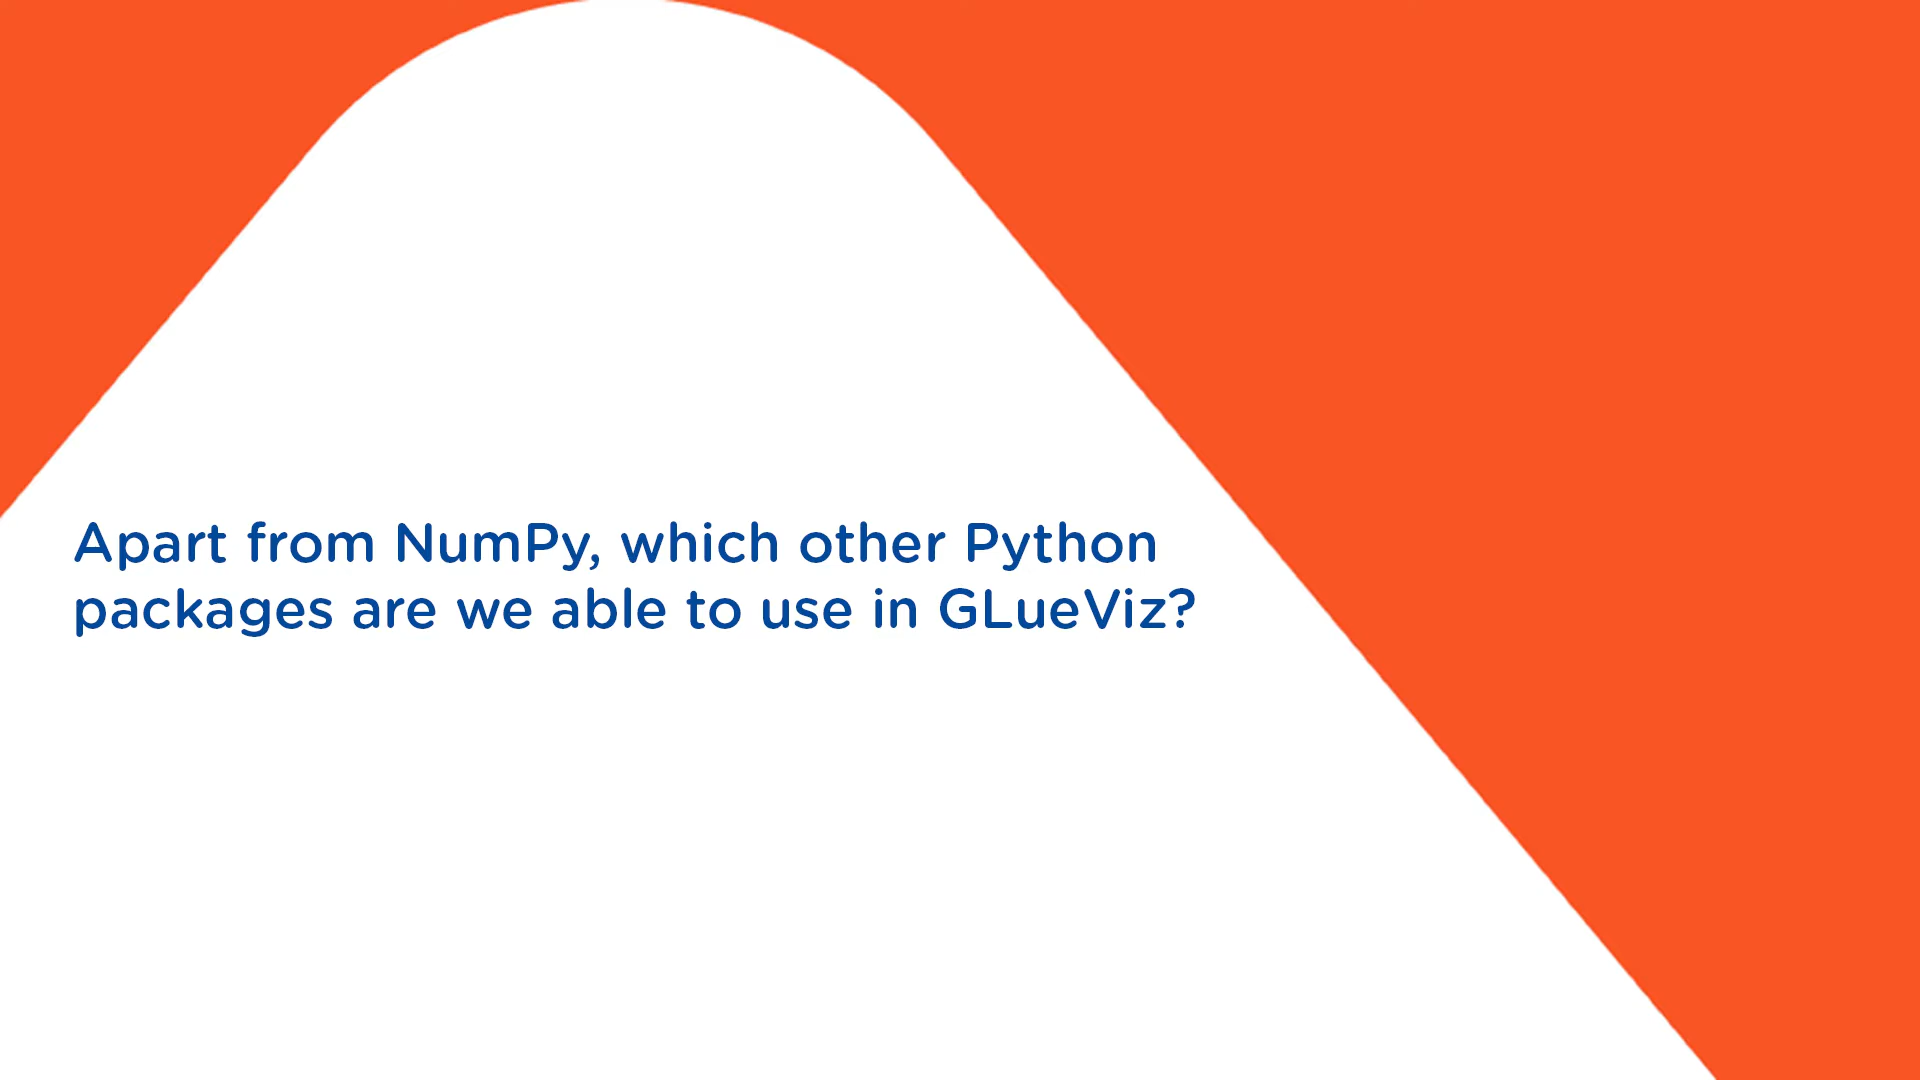 Apart from NumPy, which other Python
packages are we able to use in GLueViz?